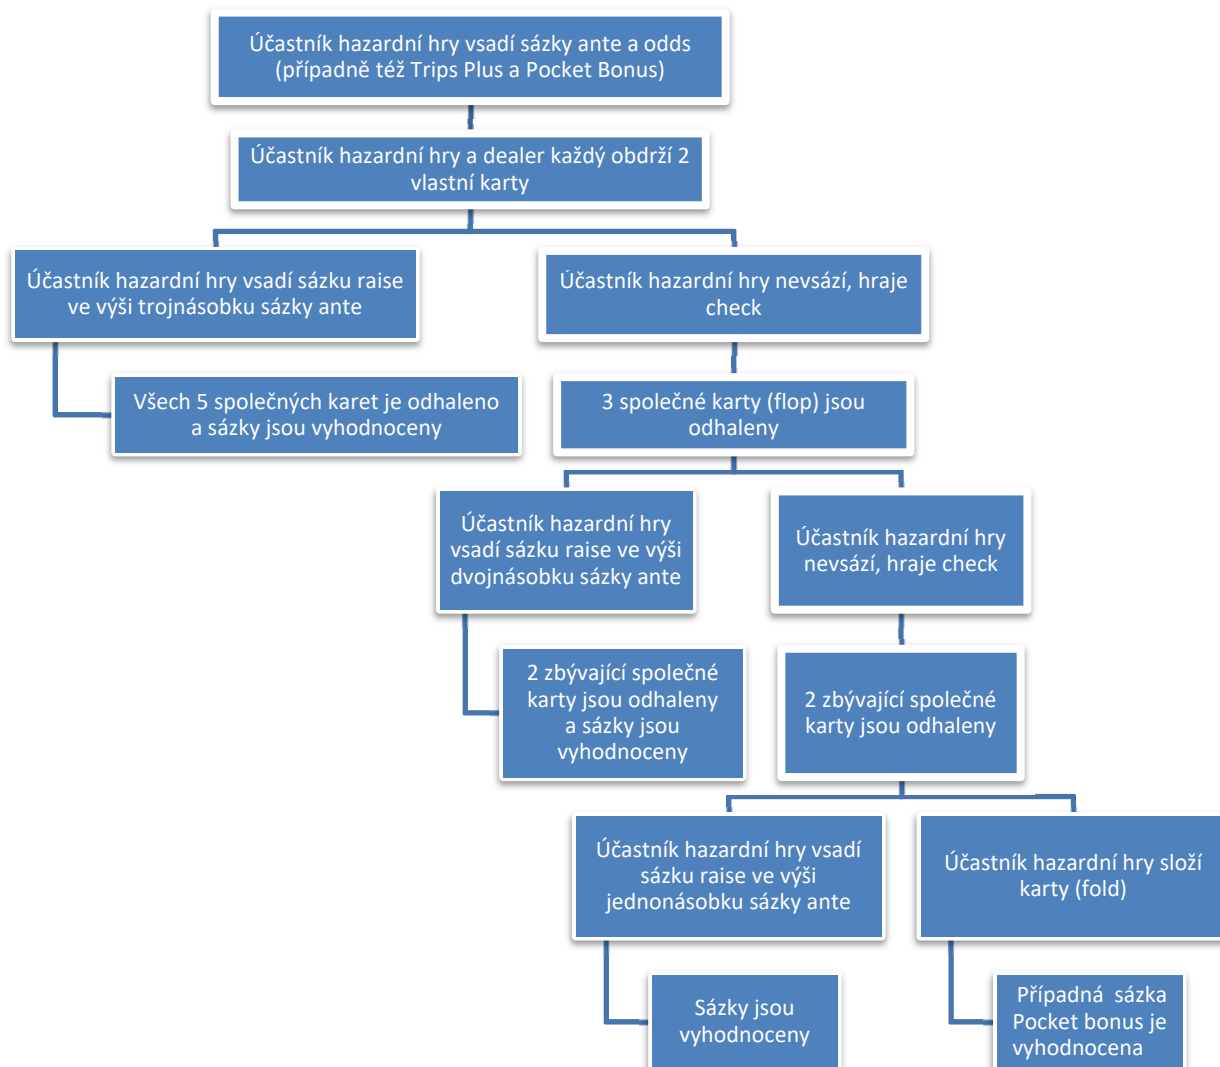 Účastník hazardní hry vsadí sázky ante a odds
(případně též Trips Plus a Pocket Bonus)
Účastník hazardní hry a dealer každý obdrží 2
vlastní karty
Účastník hazardní hry vsadí sázku raise
ve výši trojnásobku sázky ante
Účastník hazardní hry nevsází, hraje
check
Všech 5 společných karet je odhaleno
a sázky jsou vyhodnoceny
3 společné karty (flop) jsou
odhaleny
Účastník hazardní hry
vsadí sázku raise ve výši
dvojnásobku sázky ante
Účastník hazardní hry
nevsází, hraje check
2 zbývající společné
karty jsou odhaleny
a sázky jsou
vyhodnoceny
2 zbývající společné
karty jsou odhaleny
Účastník hazardní hry vsadí
sázku raise ve výši
jednonásobku sázky ante
Účastník hazardní hry složí
karty (fold)
Sázky jsou
vyhodnoceny
Případná sázka
Pocket bonus je
vyhodnocena